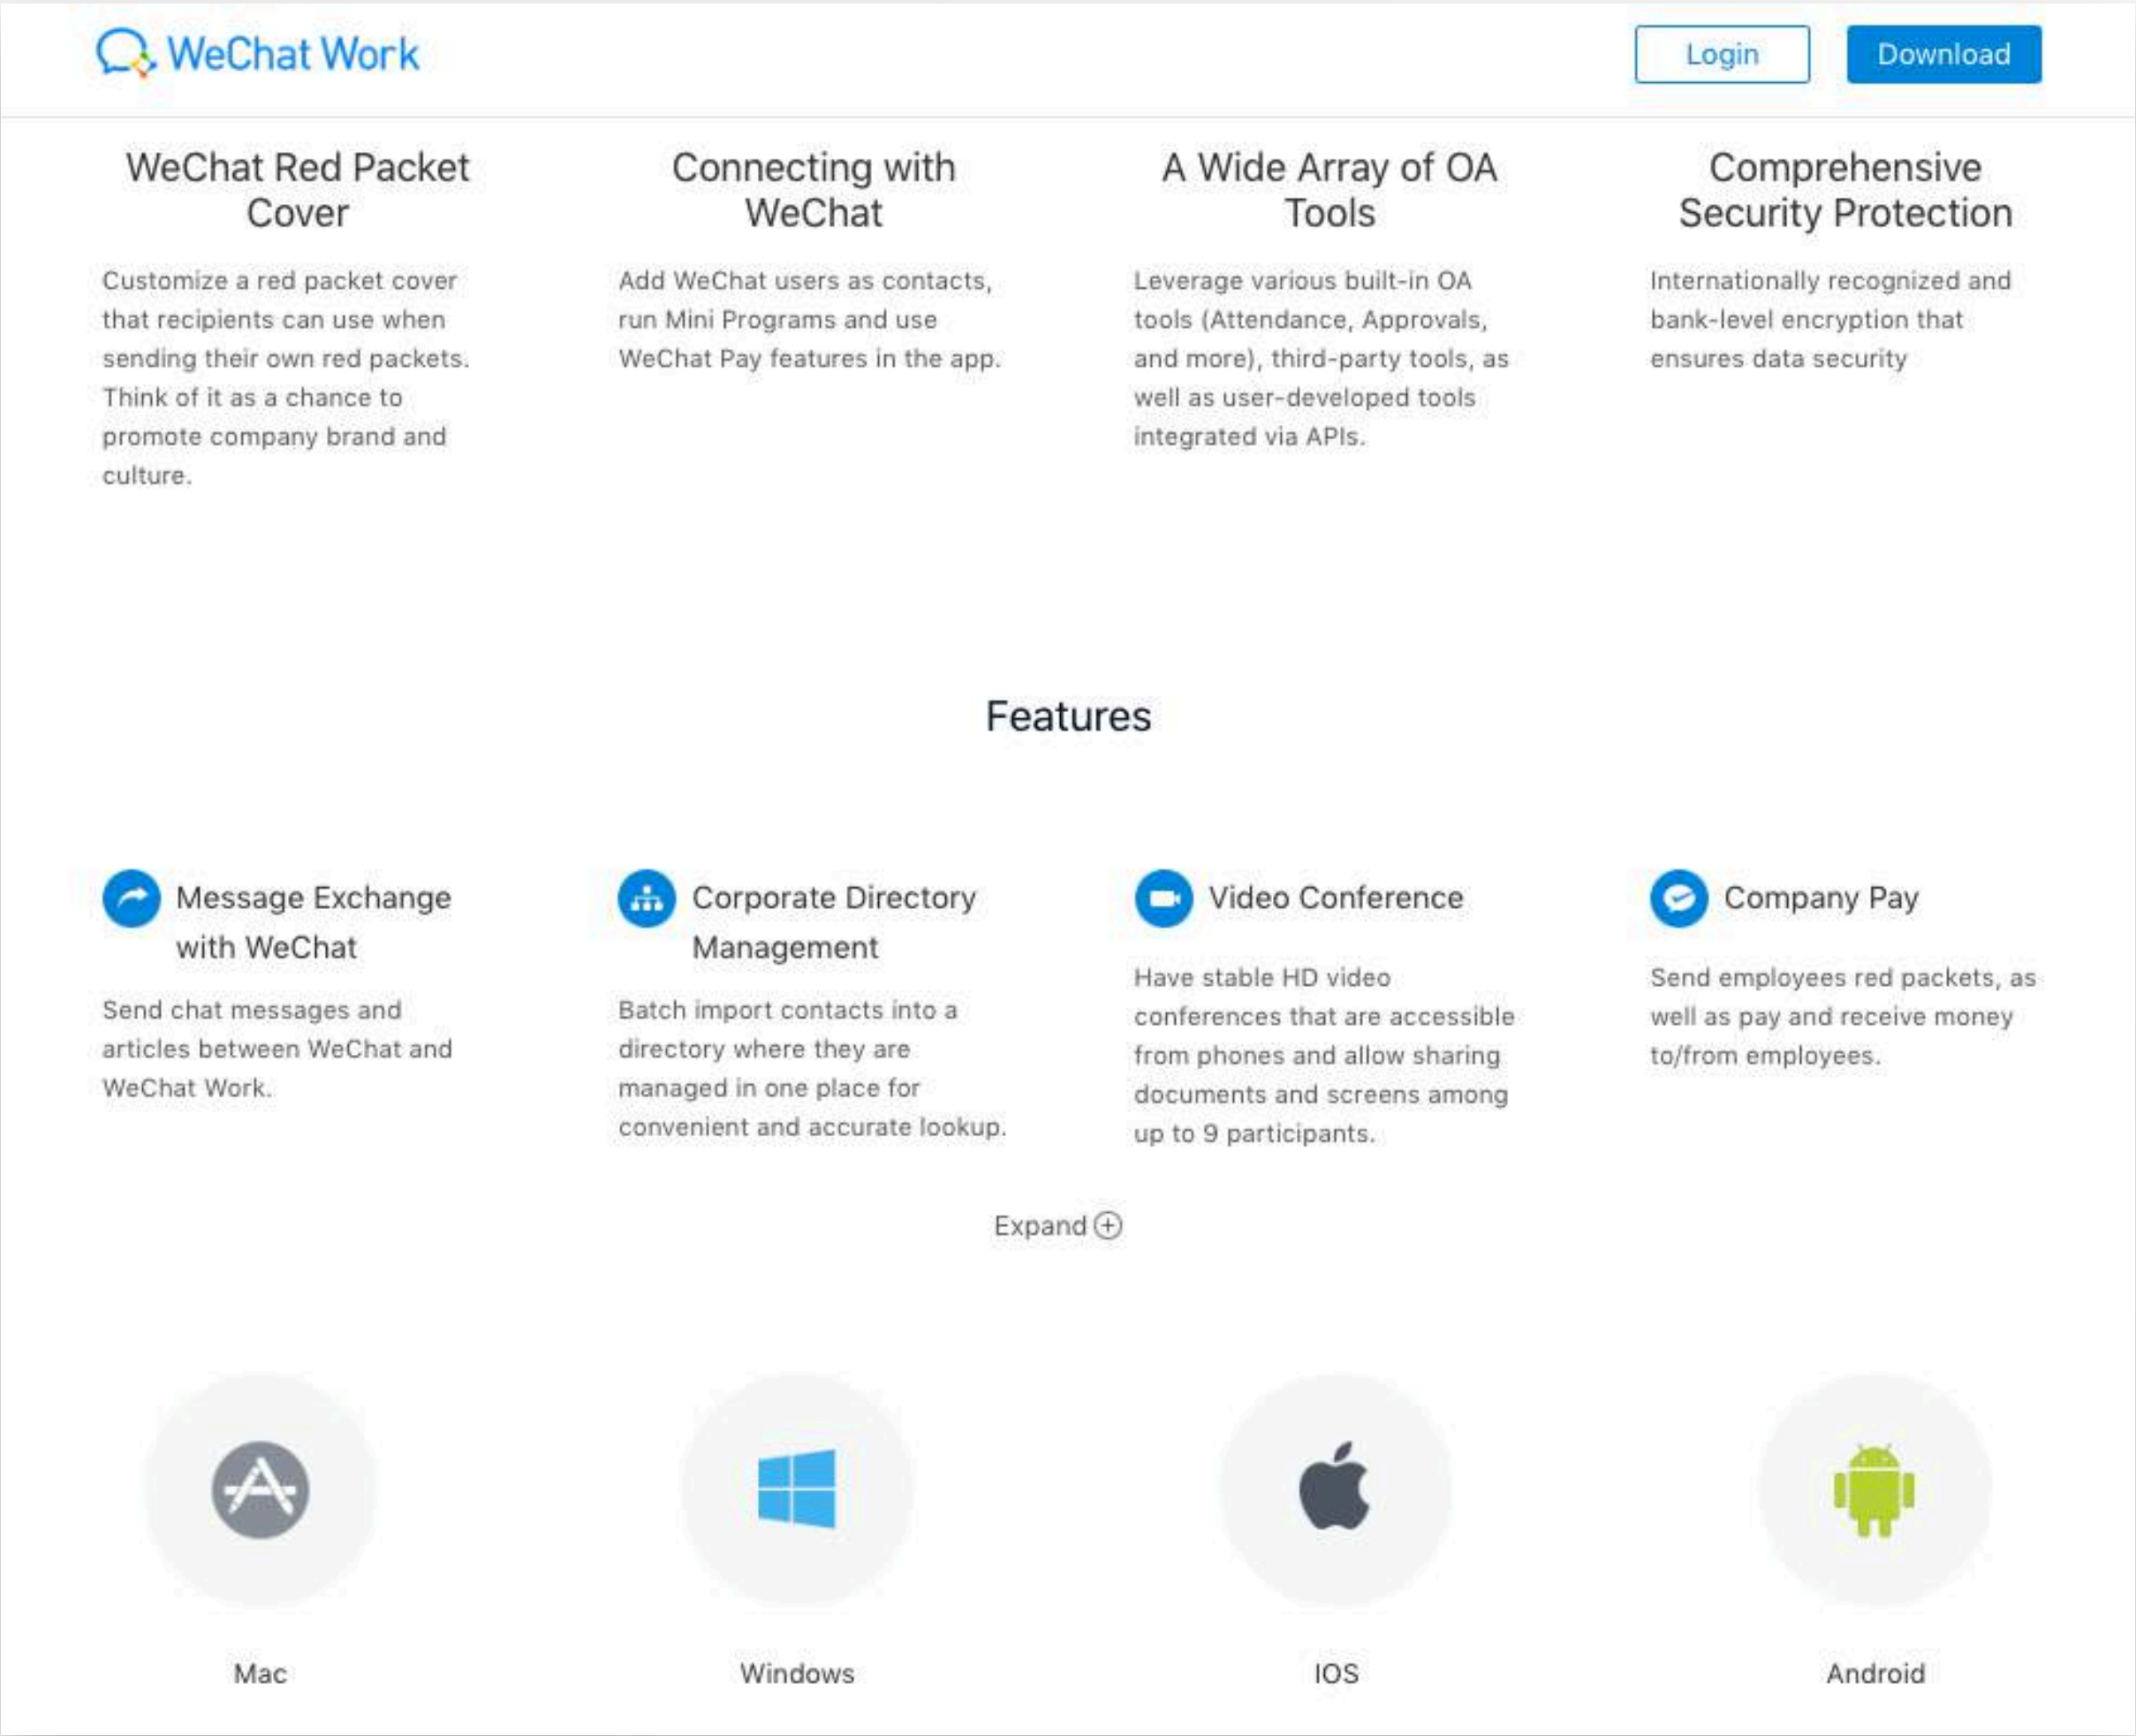 WeChat Work
Login
Download
WeChat Red Packet
Cover
Customize a red packet cover
that recipients can use when
sending their own red packets.
Think of it as a chance to
promote company brand and
culture.
Connecting with
WeChat
Add WeChat users as contacts,
run Mini Programs and use
WeChat Pay features in the app.
A Wide Array of OA
Tools
Leverage various built-in OA
tools (Attendance, Approvals,
and more), third-party tools, as
well as user-developed tools
integrated via APIs.
Comprehensive
Security Protection
Internationally recognized and
bank-level encryption that
ensures data security
Features
Message Exchange
with WeChat
Send chat messages and
articles between WeChat and
WeChat Work.
Corporate Directory
Management
Batch import contacts into a
directory where they are
managed in one place for
convenient and accurate lookup.
Video Conference
Have stable HD video
conferences that are accessible
from phones and allow sharing
documents and screens among
up to 9 participants.
Company Pay
Send employees red packets, as
well as pay and receive money
to/from employees.
Expand
Mac
Windows
IOS
Android